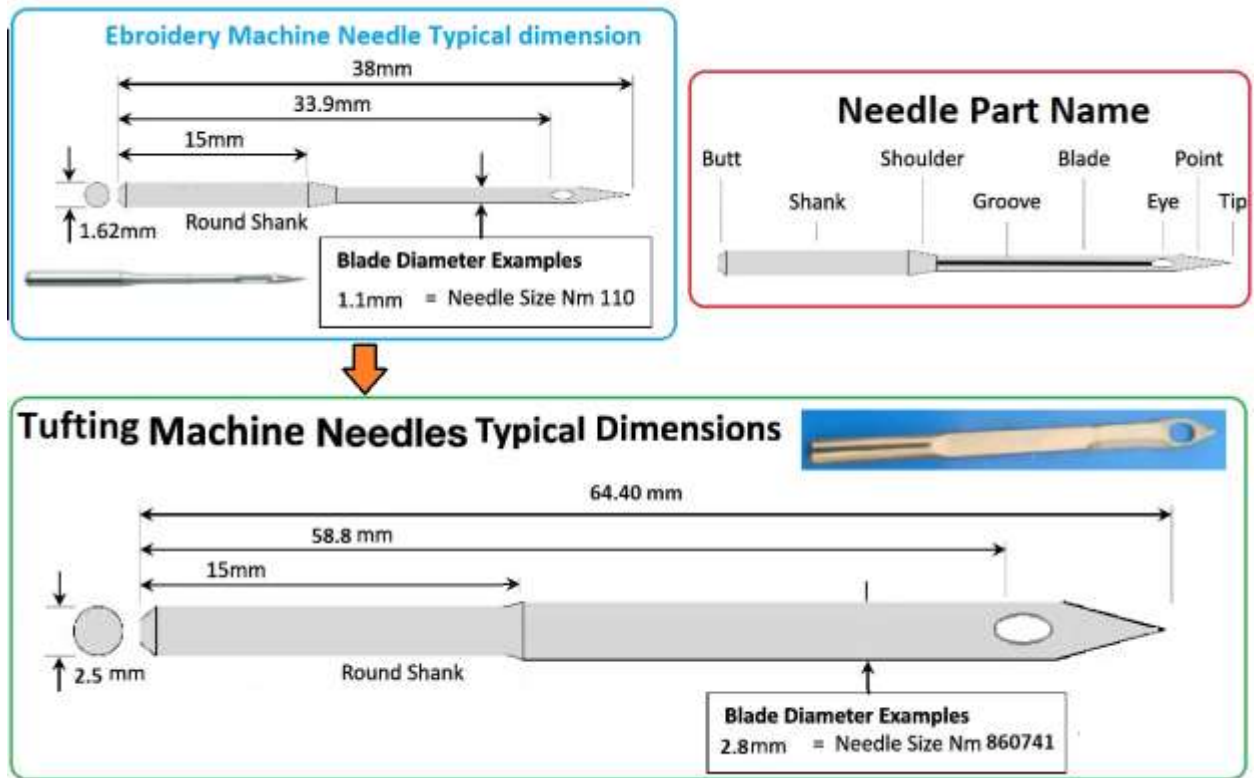 Ebroidery Machine Needle Typical dimension
38mm
33.9mm
15mm
1.62mm
Round Shank
Blade Diameter Examples
1.1mm = Needle Size Nm 110
Needle Part Name
Butt Shoulder Blade Point
Shank Groove Eye Tip
Tufting Machine Needles Typical Dimensions
64.40 mm
58.8 mm
15mm
2.5 mm
Round Shank
Blade Diameter Examples
2.8mm = Needle Size Nm 860741